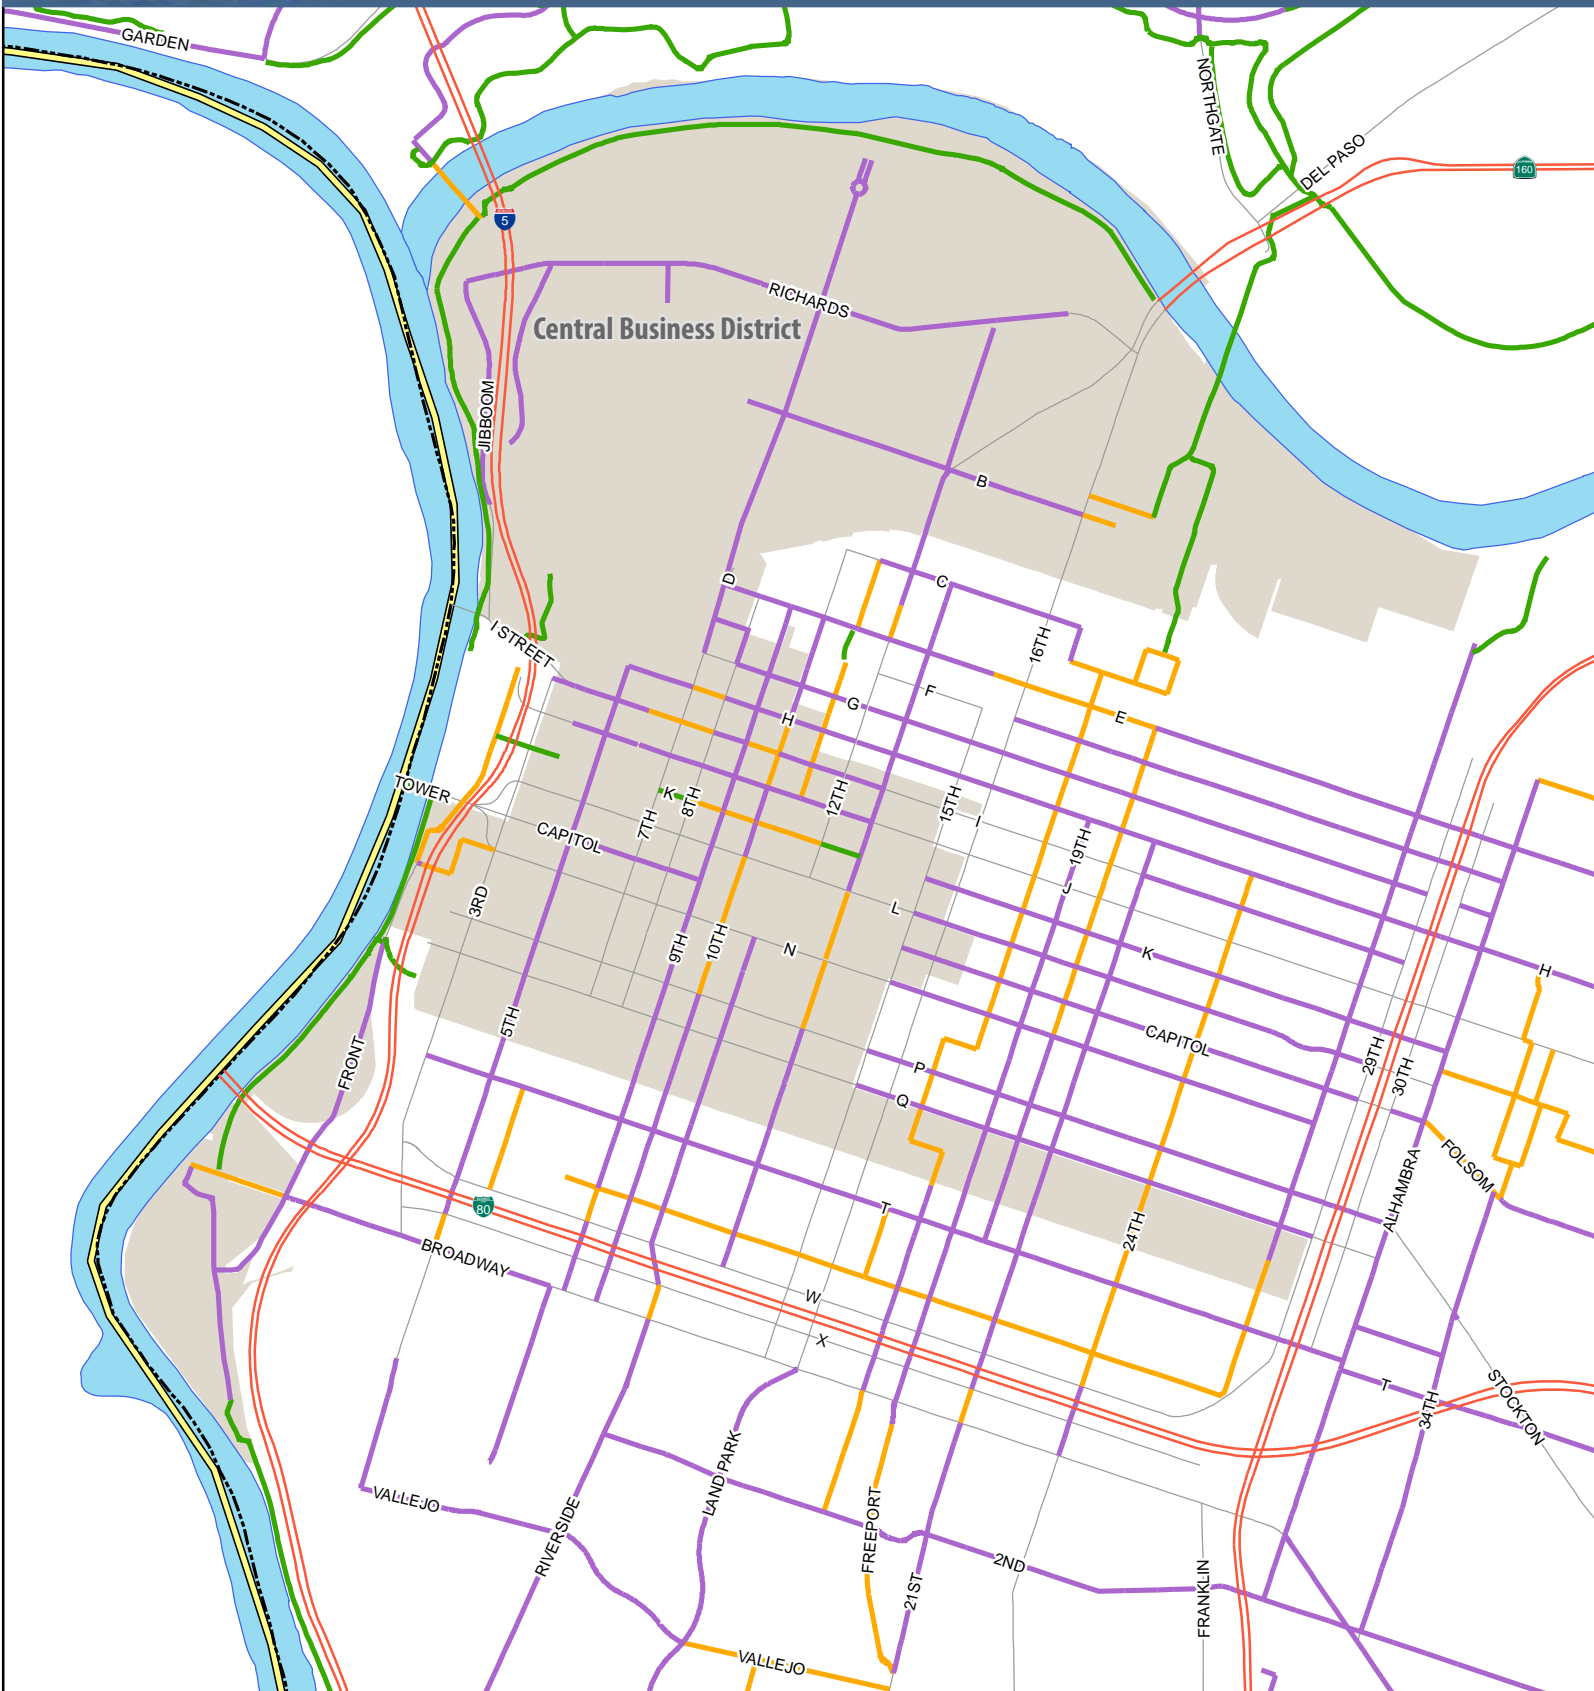 GARDEN
NORTHGATE
DEL PASO
160
5
RICHARDS
Central Business District
JIBBOOM
B
D
C
I STREET
16TH
F
E
G
H
TOWER
K
8TH
7TH
12TH
15TH
I
CAPITOL
19TH
J
3RD
L
9TH
10TH
N
K
H
5TH
CAPITOL
FRONT
P
Q
29TH
30TH
FOLSOM
ALHAMBRA
80
T
24TH
BROADWAY
W
X
T
34TH
STOCKTON
VALLEJO
LAND PARK
RIVERSIDE
FREEPORT
2ND
21ST
FRANKLIN
VALLEJO